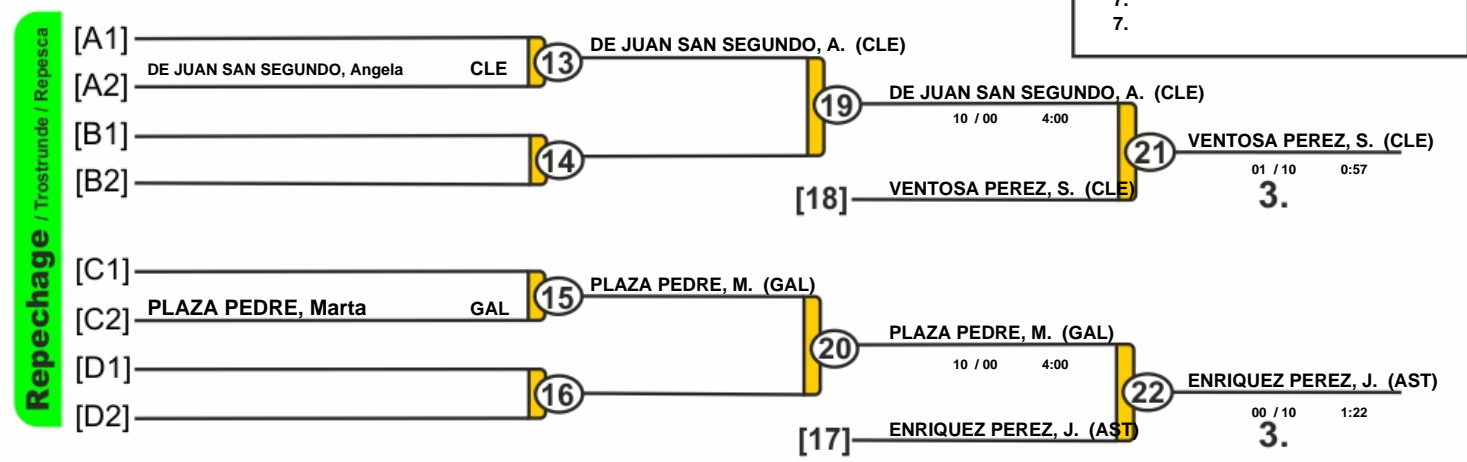 7.
7.
Repechage / Trostrunde / Repesca
[A1]
DE JUAN SAN SEGUNDO, Angela CLE
[A2]
[B1]
[B2]
13
14
DE JUAN SAN SEGUNDO, A. (CLE)
19
DE JUAN SAN SEGUNDO, A. (CLE)
10 / 00 4:00
[18]
VENTOSA PEREZ, S. (CLE)
21
VENTOSA PEREZ, S. (CLE)
01 / 10 0:57
3.
[C1]
PLAZA PEDRE, Marta GAL
[C2]
[D1]
[D2]
15
16
PLAZA PEDRE, M. (GAL)
20
PLAZA PEDRE, M. (GAL)
10 / 00 4:00
[17]
ENRIQUEZ PEREZ, J. (AST)
22
ENRIQUEZ PEREZ, J. (AST)
00 / 10 1:22
3.